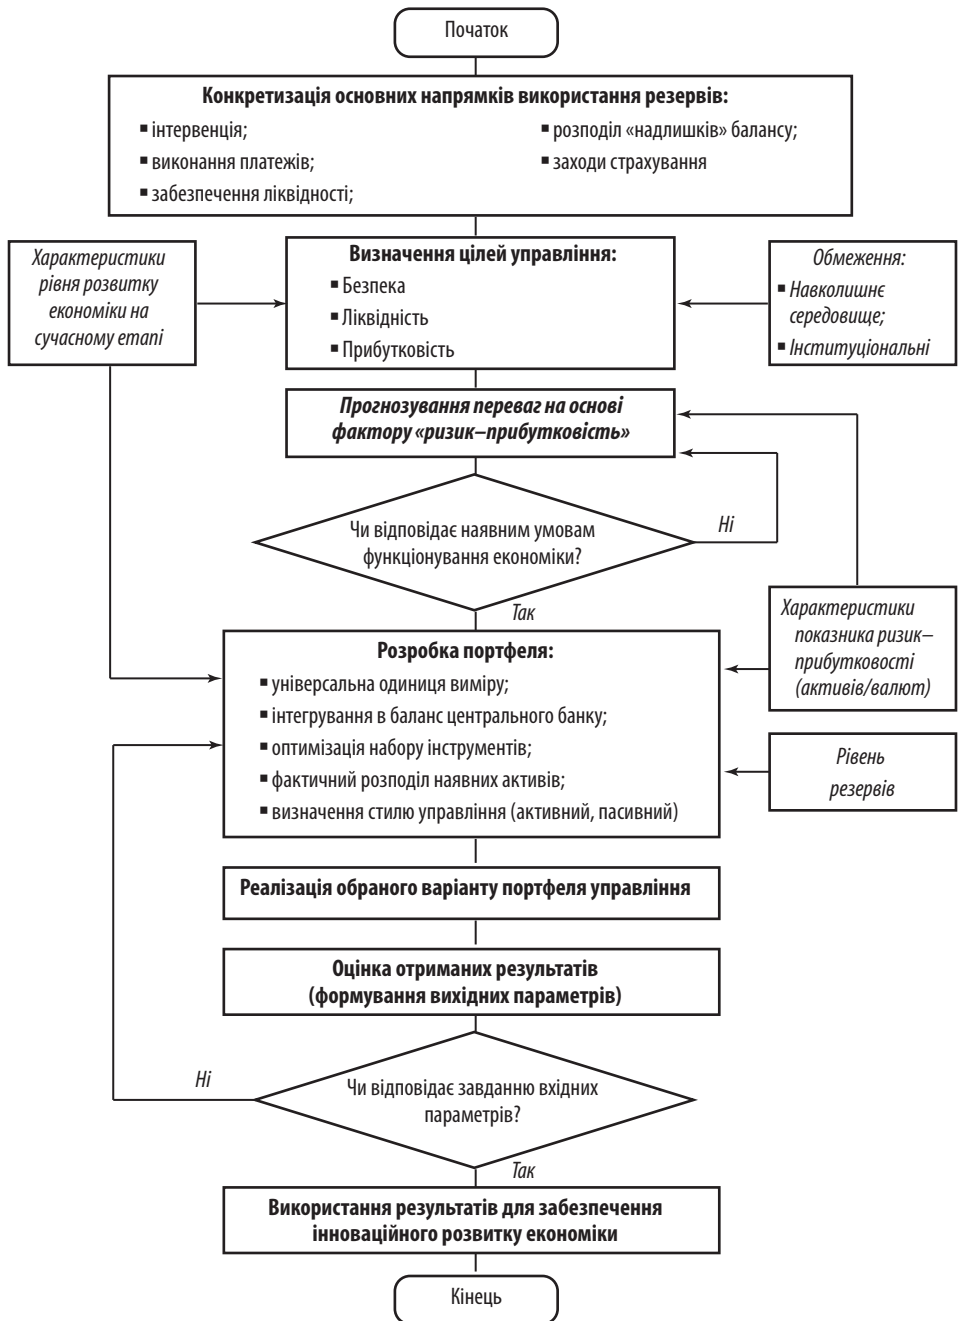 Початок
Конкретизація основних напрямків використання резервів:
▪ інтервенція;
▪ виконання платежів;
▪ забезпечення ліквідності;
▪ розподіл «надлишків» балансу;
▪ заходи страхування
Характеристики
рівня розвитку
економіки на
сучасному етапі
Визначення цілей управління:
▪ Безпека
▪ Ліквідність
▪ Прибутковість
Обмеження:
▪ Навколишнє
середовище;
▪ Інституціональні
Прогнозування переваг на основі
фактору «ризик–прибутковість»
Чи відповідає наявним умовам
функціонування економіки?
Ні
Так
Характеристики
показника ризик–
прибутковості
(активів/валют)
Розробка портфеля:
▪ універсальна одиниця виміру;
▪ інтегрування в баланс центрального банку;
▪ оптимізація набору інструментів;
▪ фактичний розподіл наявних активів;
▪ визначення стилю управління (активний, пасивний)
Рівень
резервів
Реалізація обраного варіанту портфеля управління
Оцінка отриманих результатів
(формування вихідних параметрів)
Ні
Чи відповідає завданню вхідних
параметрів?
Так
Використання результатів для забезпечення
інноваційного розвитку економіки
Кінець